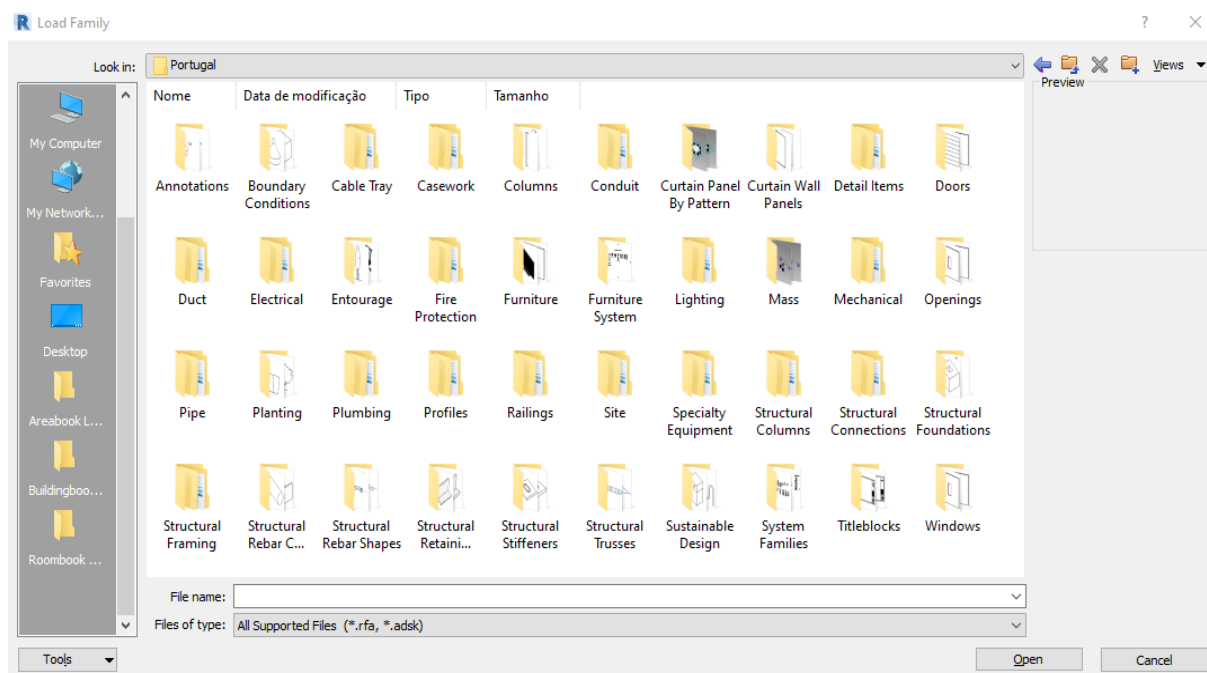 Load Family
Look in:
Portugal
Views
Preview
My Computer
My Network...
Favorites
Desktop
Areabook L...
Buildingboo...
Roombook ...
Nome Data de modificação Tipo Tamanho
Annotations
Boundary
Conditions
Cable Tray
Casework
Columns
Conduit
Curtain Panel
By Pattern
Curtain Wall
Panels
Detail Items
Doors
Duct
Electrical
Entourage
Fire
Protection
Furniture
Furniture
System
Lighting
Mass
Mechanical
Openings
Pipe
Planting
Plumbing
Profiles
Railings
Site
Specialty
Equipment
Structural
Columns
Structural
Connections
Structural
Foundations
Structural
Framing
Structural
Rebar C...
Structural
Rebar Shapes
Structural
Retaini...
Structural
Stiffeners
Structural
Trusses
Sustainable
Design
System
Families
Titleblocks
Windows
File name:
Files of type: All Supported Files (*.rfa, *.adsk)
Tools
Open
Cancel